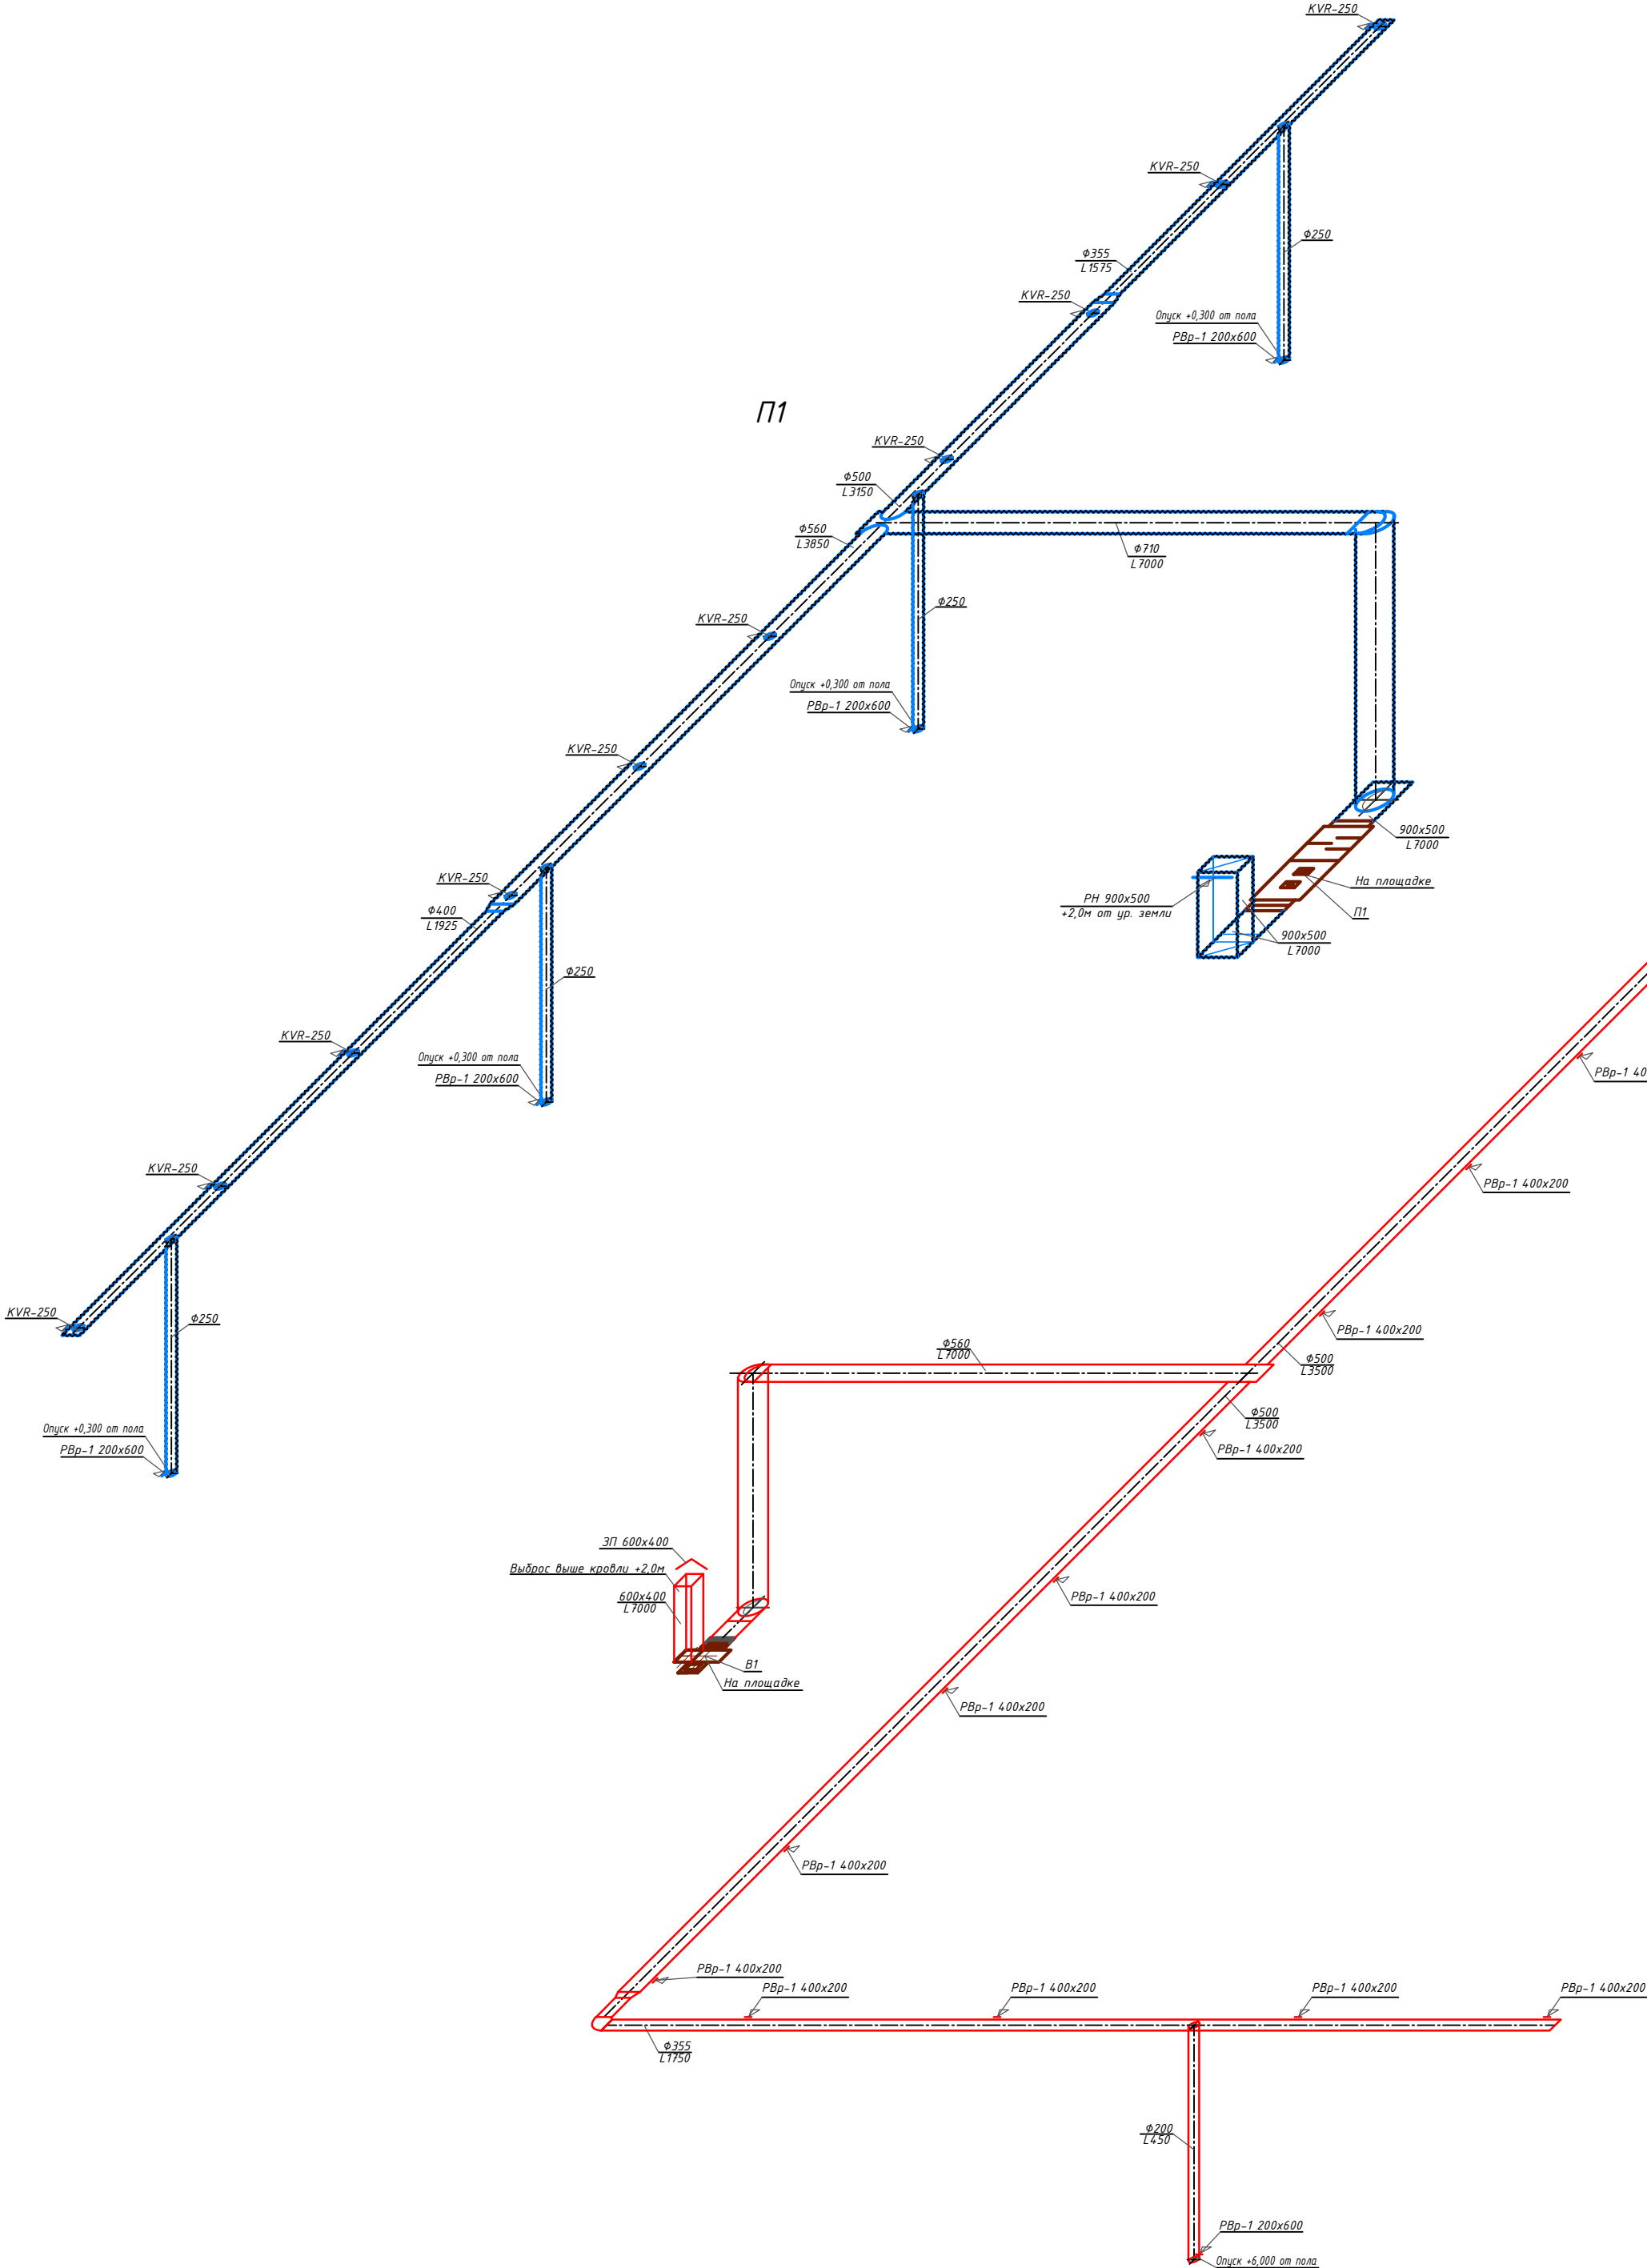 KVR-250
KVR-250
Ф250
Ф355
L1575
KVR-250
Опуск +0,300 от пола
РВр-1 200х600
П1
KVR-250
Ф500
L3150
Ф560
L3850
Ф710
L7000
Ф250
KVR-250
Опуск +0,300 от пола
РВр-1 200х600
KVR-250
900х500
L7000
KVR-250
На площадке
РН 900х500
+2,0м от ур. земли
П1
Ф400
L1925
900х500
L7000
Ф250
KVR-250
Опуск +0,300 от пола
РВр-1 200х600
РВр-1 40
KVR-250
РВр-1 400х200
KVR-250
Ф250
РВр-1 400х200
Ф560
L7000
Ф500
L3500
Ф500
L3500
Опуск +0,300 от пола
РВр-1 200х600
РВр-1 400х200
ЗП 600х400
Выброс выше кровли +2,0м
600х400
L7000
РВр-1 400х200
В1
На площадке
РВр-1 400х200
РВр-1 400х200
РВр-1 400х200
РВр-1 400х200
РВр-1 400х200
РВр-1 400х200
РВр-1 400х200
Ф355
L1750
Ф200
L450
РВр-1 200х600
Опуск +6,000 от пола